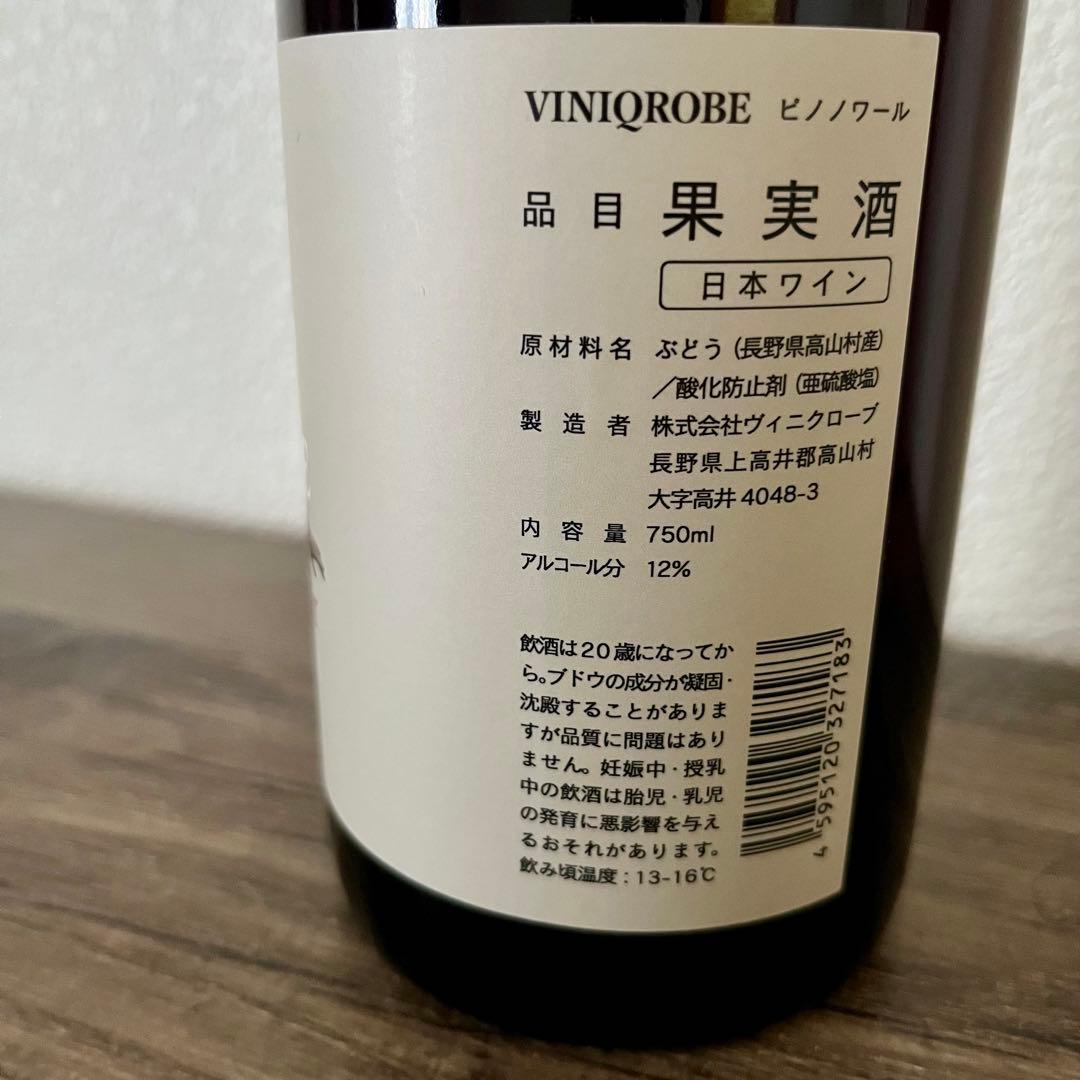 VINIQROBE ピノノワール
品目 果実酒
日本ワイン
原材料名 ぶどう(長野県高山村産)
/酸化防止剤(亜硫酸塩)
製造者 株式会社ヴィニクローブ
長野県上高井郡高山村
大字高井4048-3
内容量 750ml
アルコール分 12%
飲酒は20歳になってか
ら。ブドウの成分が凝固・
沈殿することがありま
すが品質に問題はあり
ません。妊娠中・授乳
中の飲酒は胎児・乳児
の発育に悪影響を与え
るおそれがあります。
飲み頃温度:13-16℃
4595120327183